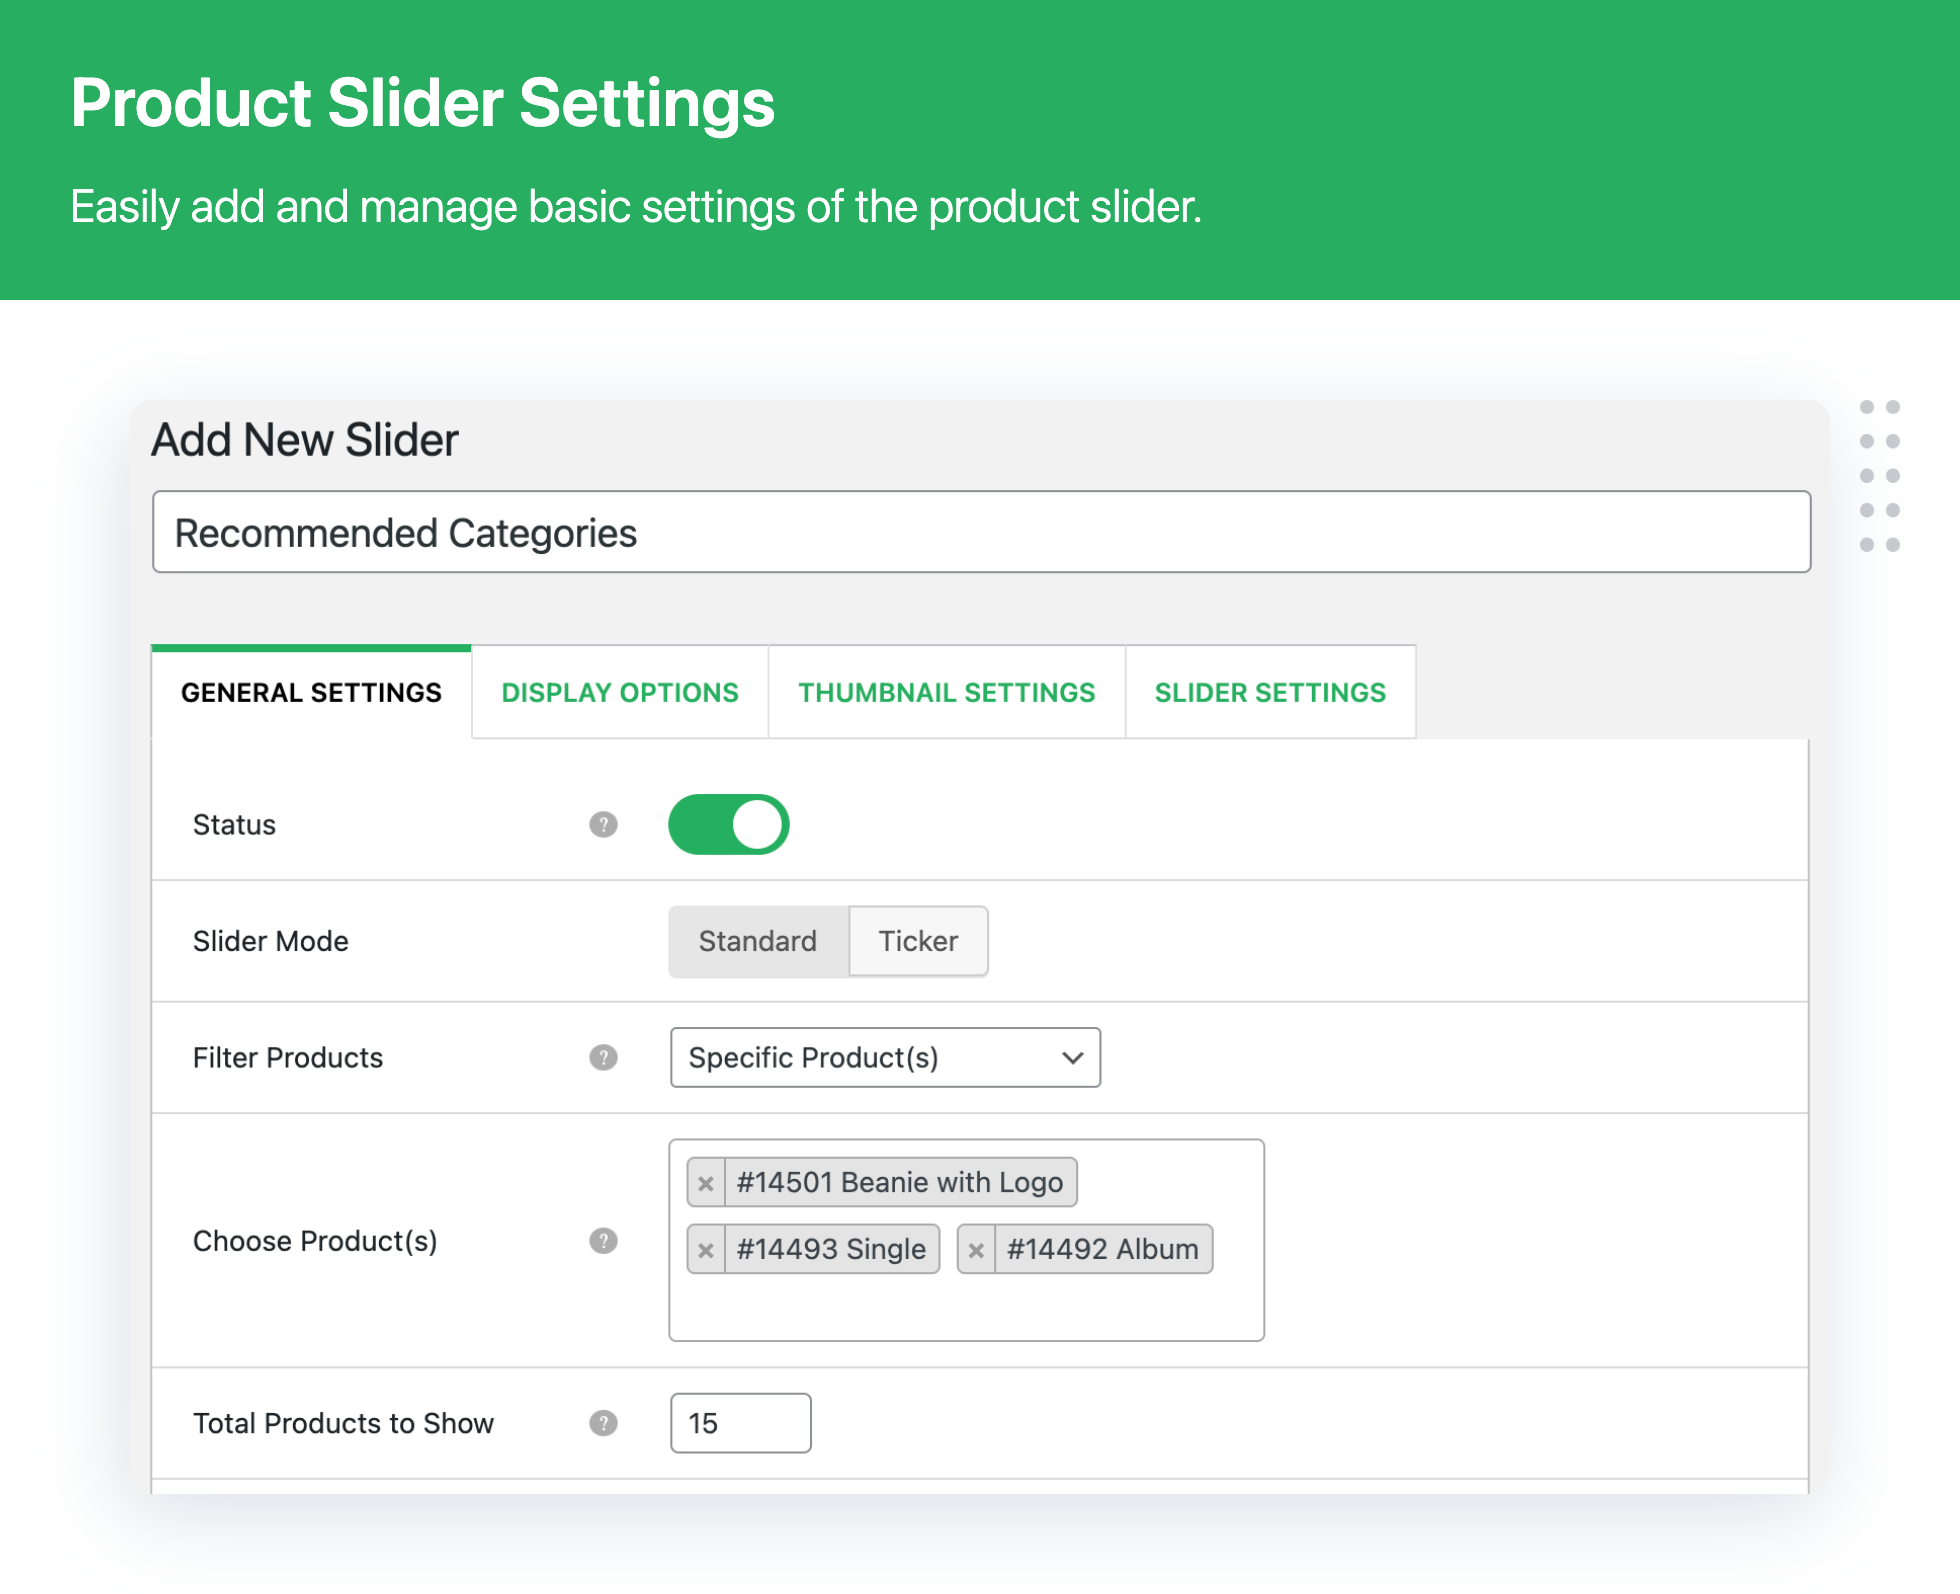 Product Slider Settings
Easily add and manage basic settings of the product slider.
Add New Slider
Recommended Categories
GENERAL SETTINGS DISPLAY OPTIONS THUMBNAIL SETTINGS SLIDER SETTINGS
Status ?
Slider Mode Standard Ticker
Filter Products ? Specific Product(s)
× #14501 Beanie with Logo
Choose Product(s) ? × #14493 Single × #14492 Album
Total Products to Show ? 15